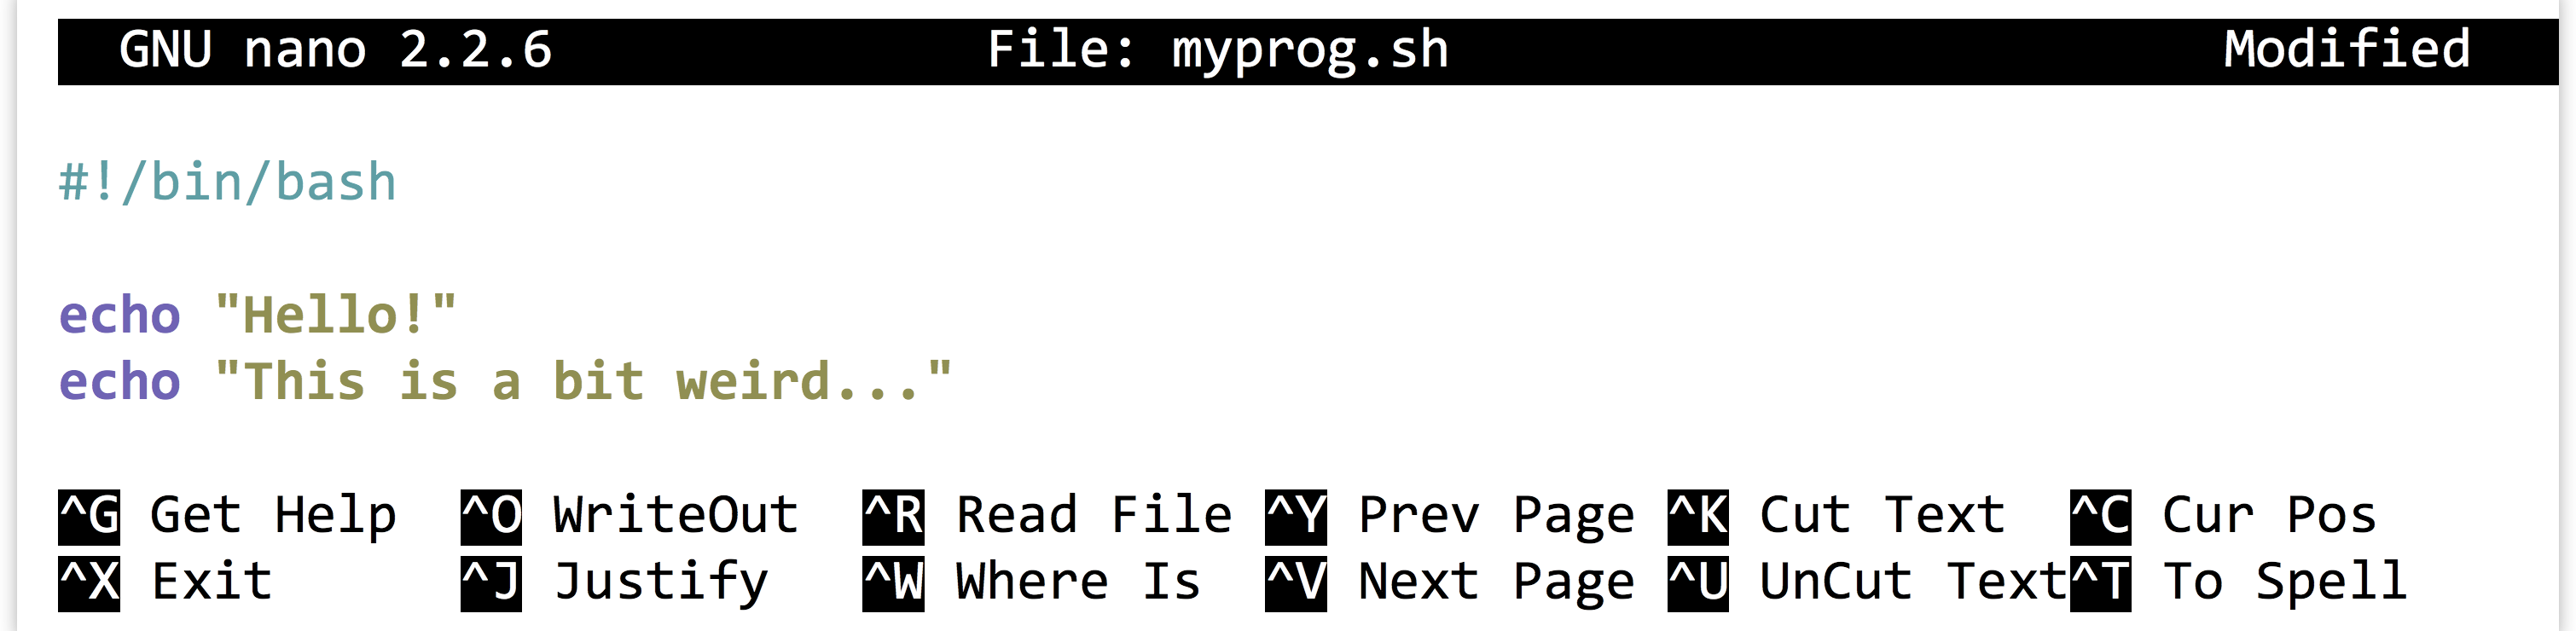 GNU nano 2.2.6 File: myprog.sh Modified
#!/bin/bash
echo "Hello!"
echo "This is a bit weird..."
^G Get Help ^O WriteOut ^R Read File ^Y Prev Page ^K Cut Text ^C Cur Pos
^X Exit ^J Justify ^W Where Is ^V Next Page ^U UnCut Text ^T To Spell